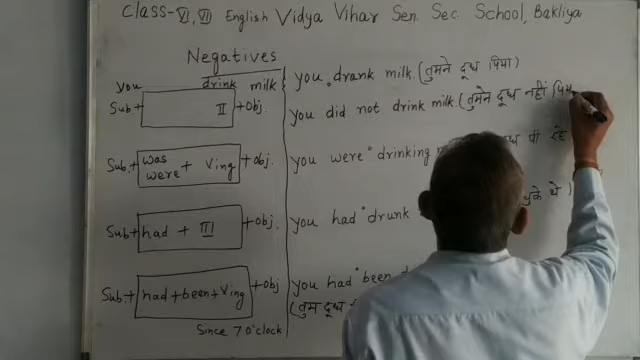 Class-VI, VII English Vidya Vihar Sen. Sec. School, Bakliya
Negatives
you drink milk
Sub+ II +Obj.
Sub+ was were + Ving +Obj.
Sub+ had + III +Obj.
Sub+ had+been+Ving +Obj
Since 7 o'clock
you drank milk (तुमने दूध पिया)
you did not drink milk (तुमने दूध नहीं
you were drinking पी रहे
you had drunk चुके थे)
you had been
(तुम दूध